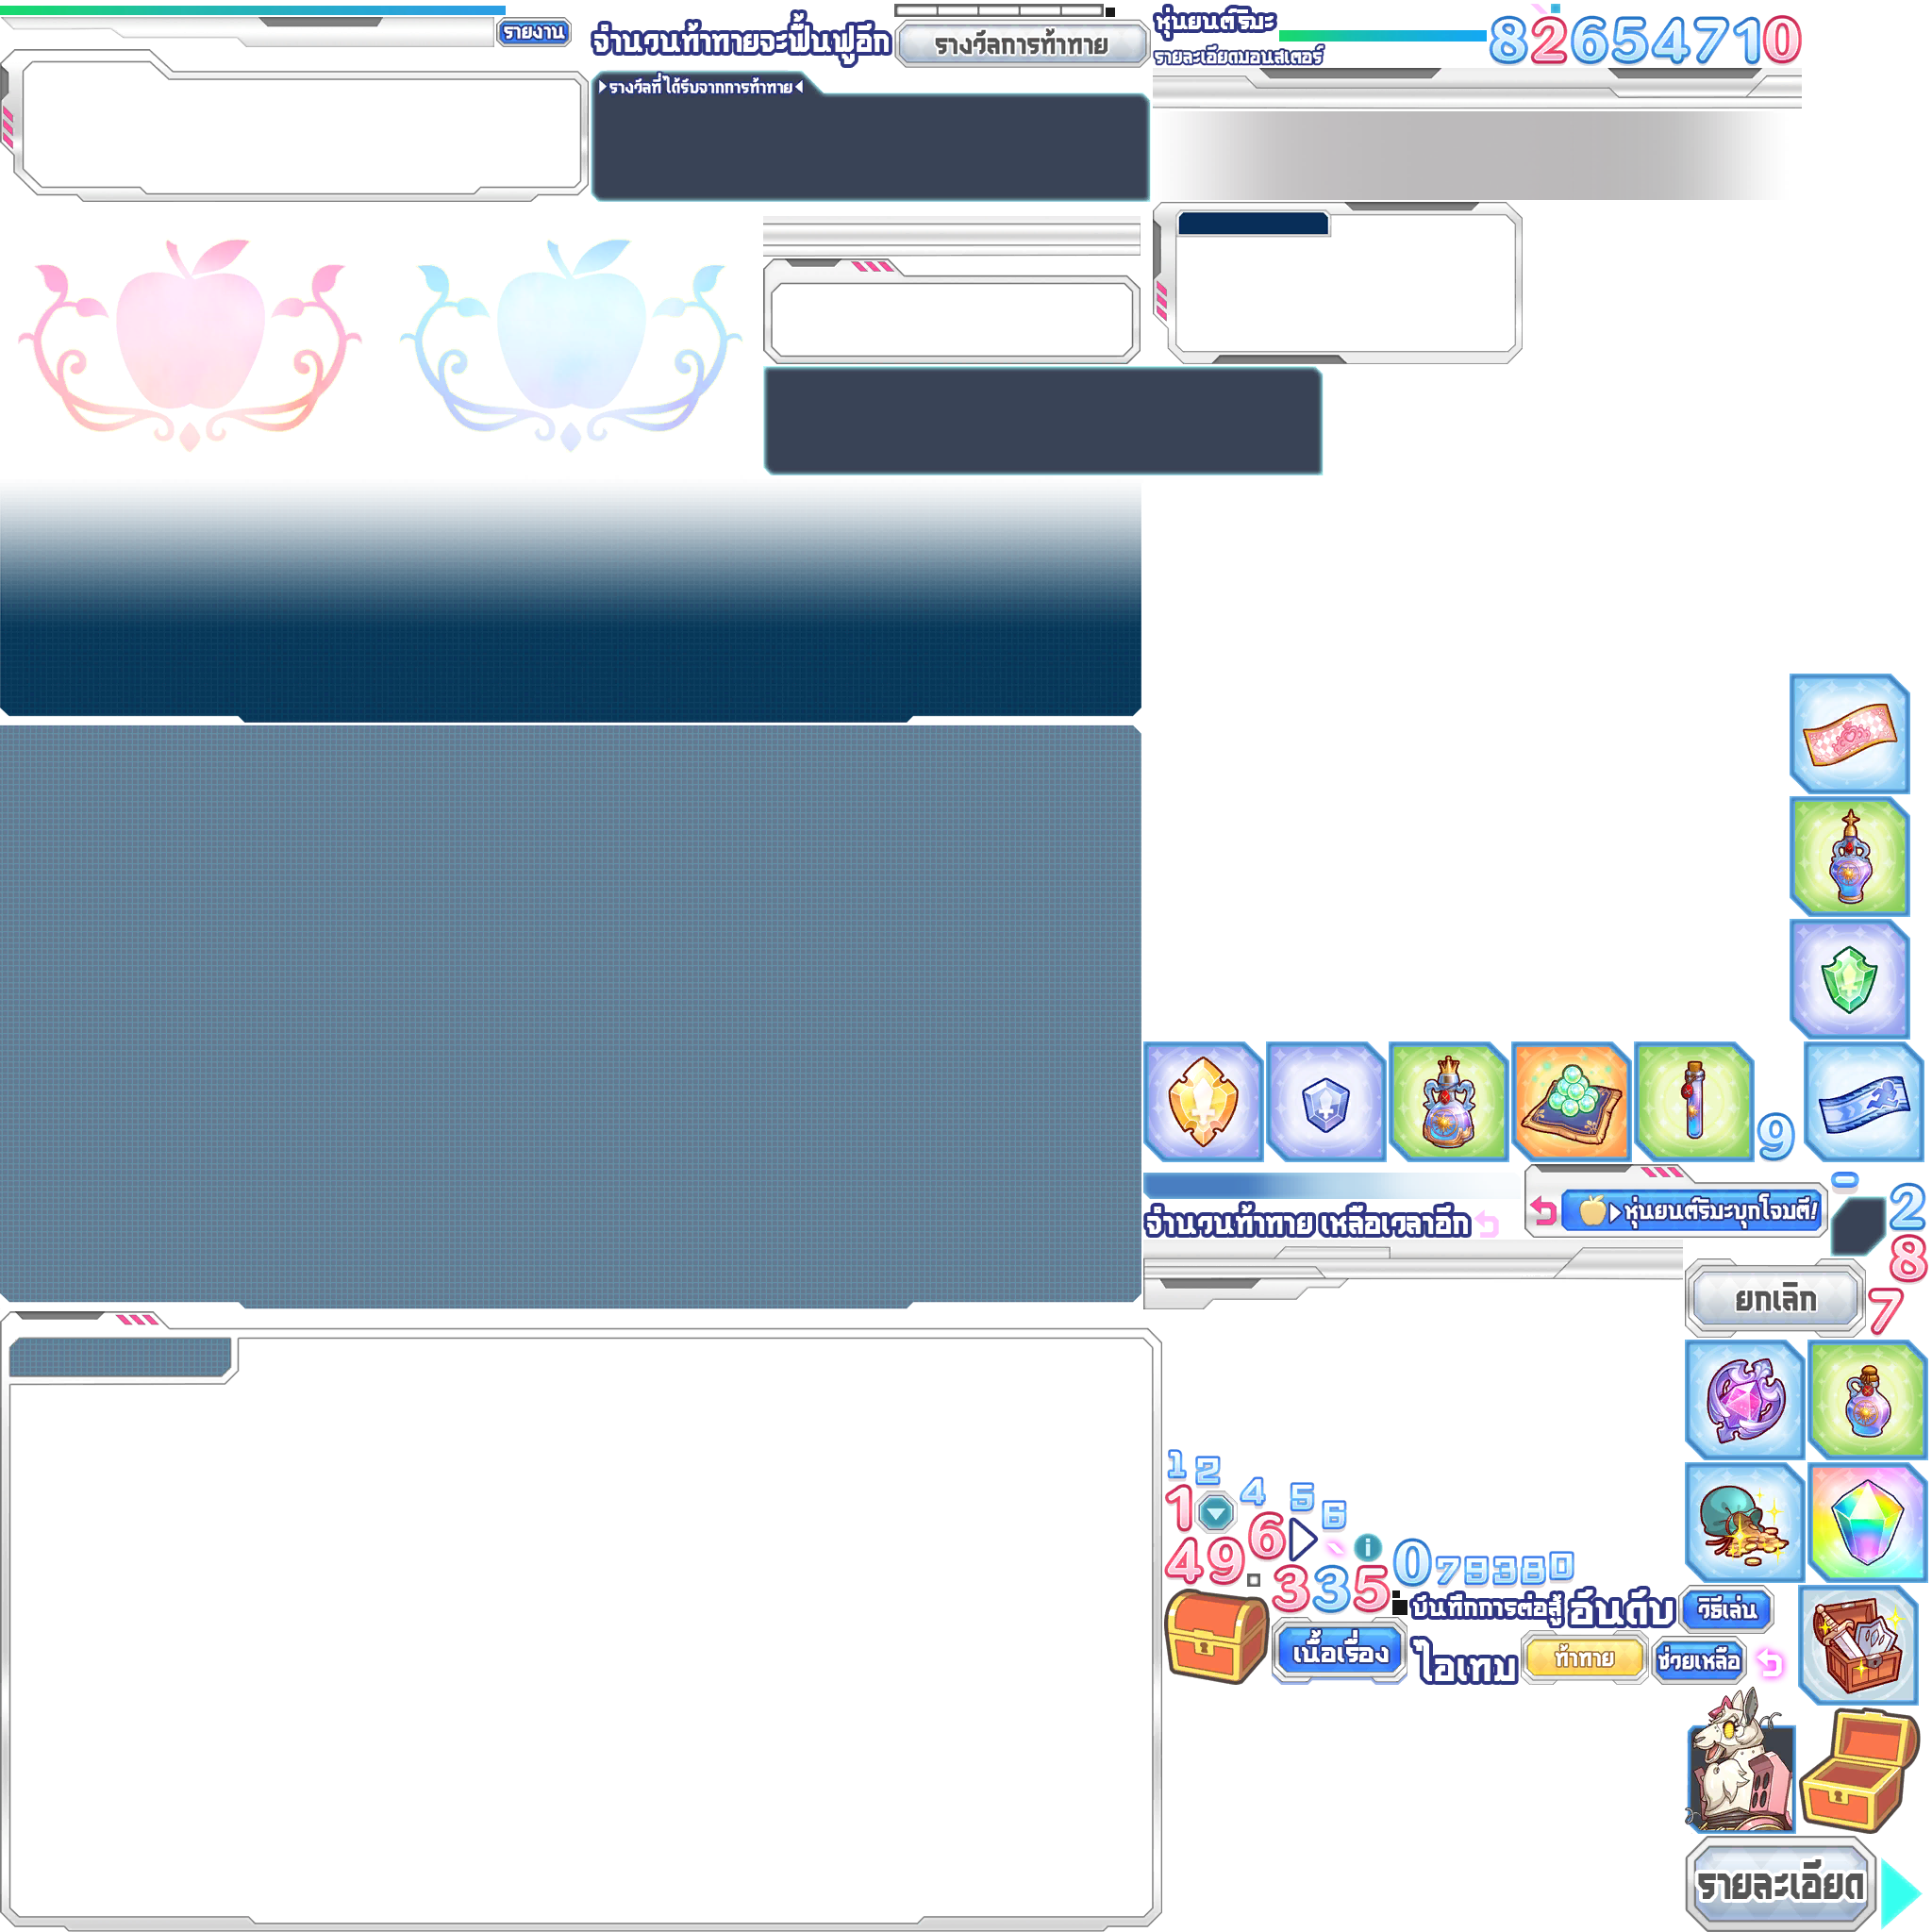 รายงาน
จำนวนท้าทายจะฟื้นฟูอีก
รางวัลการท้าทาย
หุ่นยนต์ริมะ
รายละเอียดมอนสเตอร์
82654710
▶รางวัลที่ได้รับจากการท้าทาย◀
9
จำนวนท้าทาย เหลือเวลาอีก
▶หุ่นยนต์ริมะบุกโจมตี!
0
2
8
ยกเลิก
7
1 2
1
4 5 6
6
49
335
i
0 79380
บันทึกการต่อสู้
อันดับ
วิธีเล่น
เนื้อเรื่อง
ไอเทม
ท้าทาย
ช่วยเหลือ
รายละเอียด